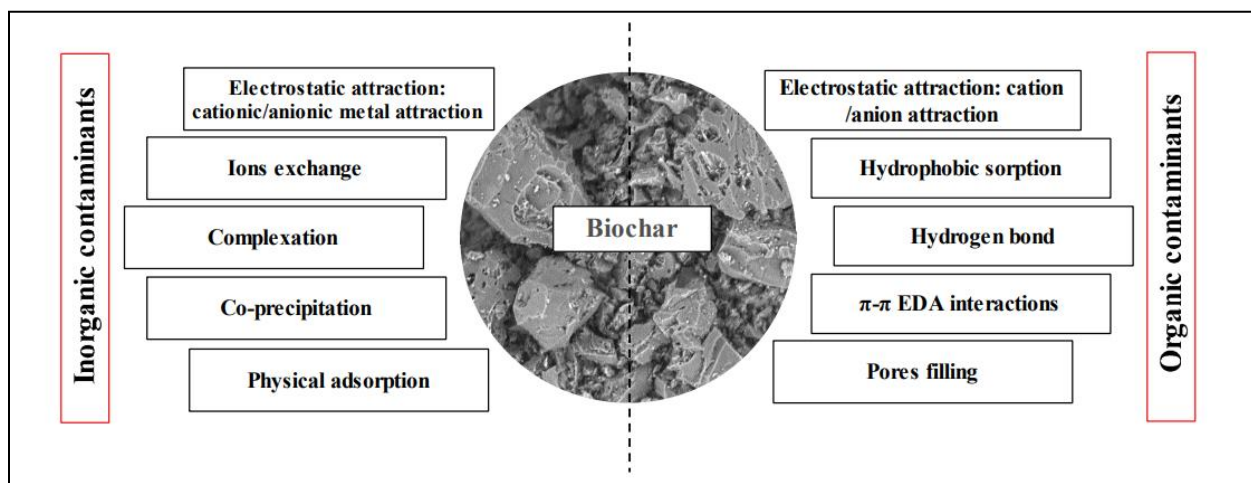 Inorganic contaminants
Electrostatic attraction:
cationic/anionic metal attraction
Ions exchange
Complexation
Co-precipitation
Physical adsorption
Biochar
Electrostatic attraction: cation
/anion attraction
Hydrophobic sorption
Hydrogen bond
π-π EDA interactions
Pores filling
Organic contaminants